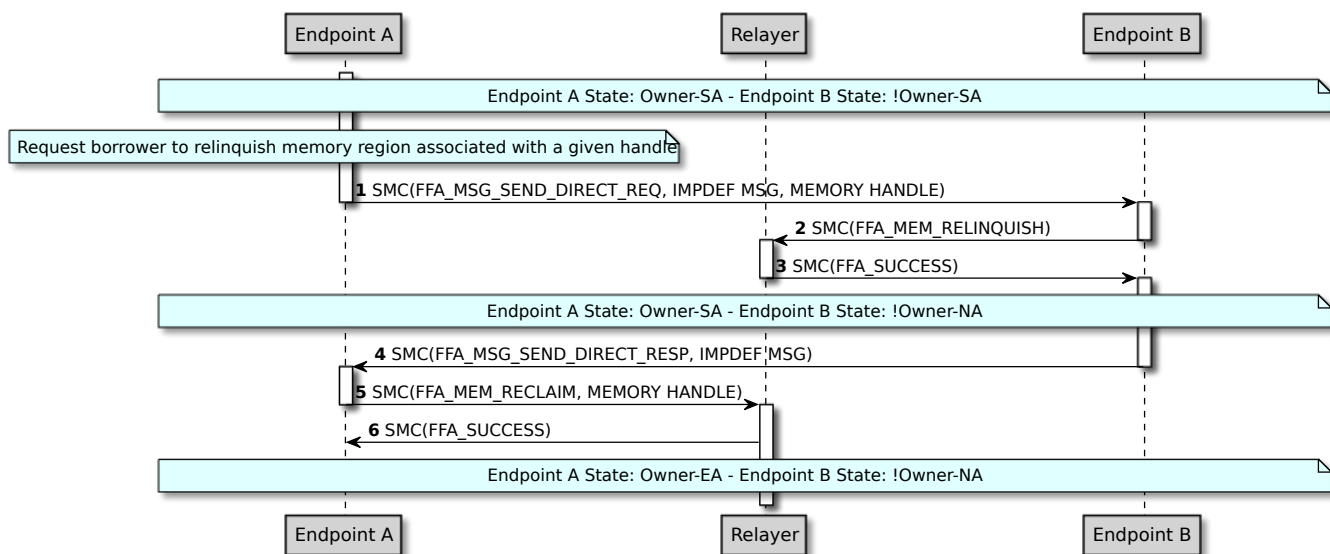 Endpoint A
Relayer
Endpoint B
Endpoint A State: Owner-SA - Endpoint B State: !Owner-SA
Request borrower to relinquish memory region associated with a given handle
1 SMC(FFA_MSG_SEND_DIRECT_REQ, IMPDEF MSG, MEMORY HANDLE)
2 SMC(FFA_MEM_RELINQUISH)
3 SMC(FFA_SUCCESS)
Endpoint A State: Owner-SA - Endpoint B State: !Owner-NA
4 SMC(FFA_MSG_SEND_DIRECT_RESP, IMPDEF MSG)
5 SMC(FFA_MEM_RECLAIM, MEMORY HANDLE)
6 SMC(FFA_SUCCESS)
Endpoint A State: Owner-EA - Endpoint B State: !Owner-NA
Endpoint A
Relayer
Endpoint B